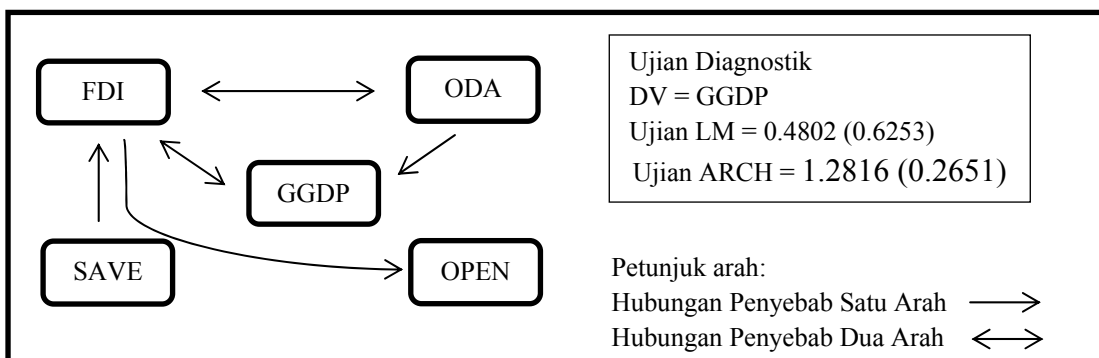 FDI
ODA
GGDP
SAVE
OPEN
Ujian Diagnostik
DV = GGDP
Ujian LM = 0.4802 (0.6253)
Ujian ARCH = 1.2816 (0.2651)
Petunjuk arah:
Hubungan Penyebab Satu Arah
Hubungan Penyebab Dua Arah